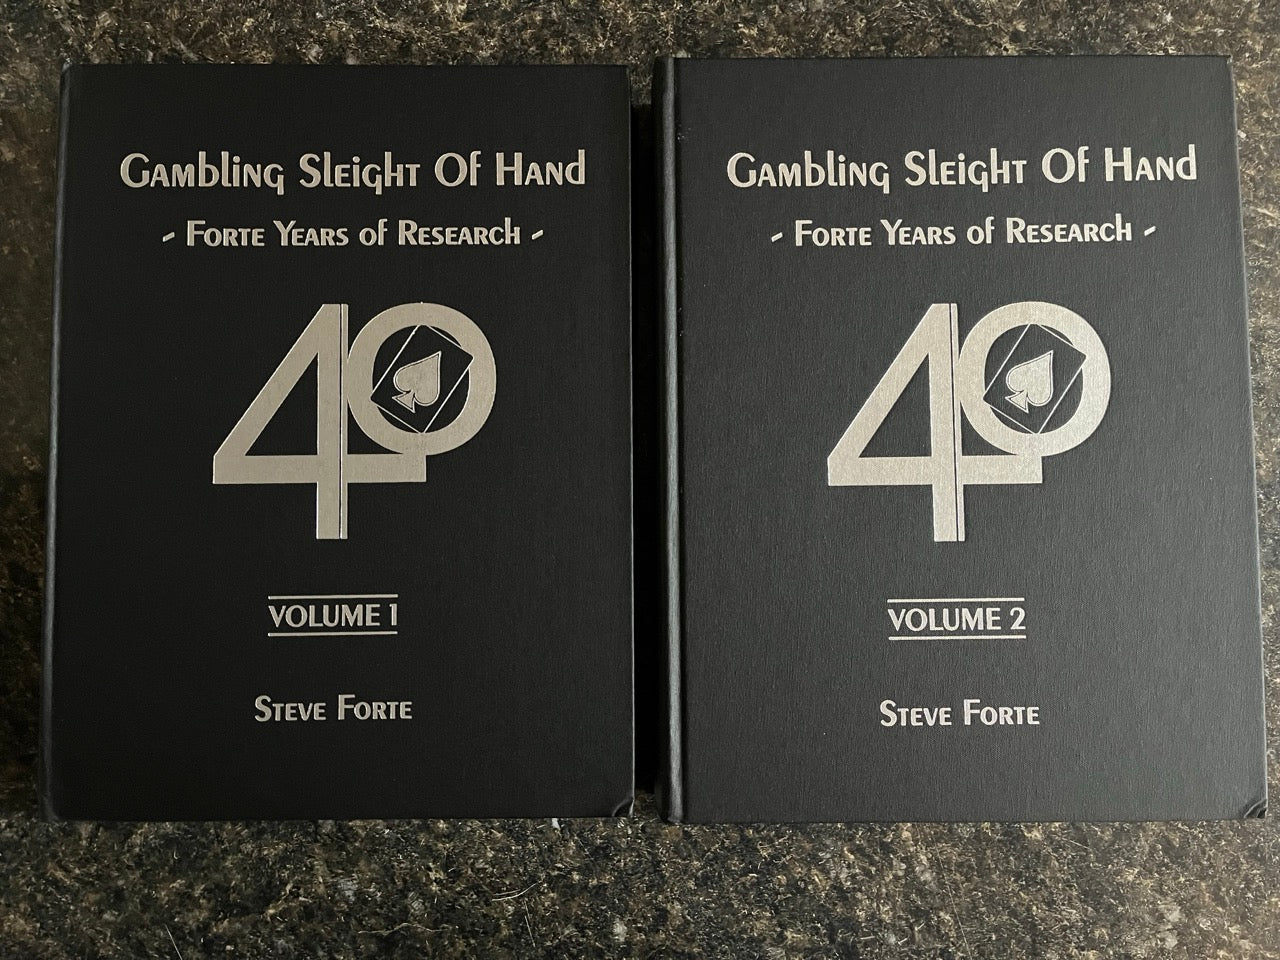 Gambling Sleight Of Hand
- Forte Years of Research -
40
VOLUME 1
Steve Forte
Gambling Sleight Of Hand
- Forte Years of Research -
40
VOLUME 2
Steve Forte